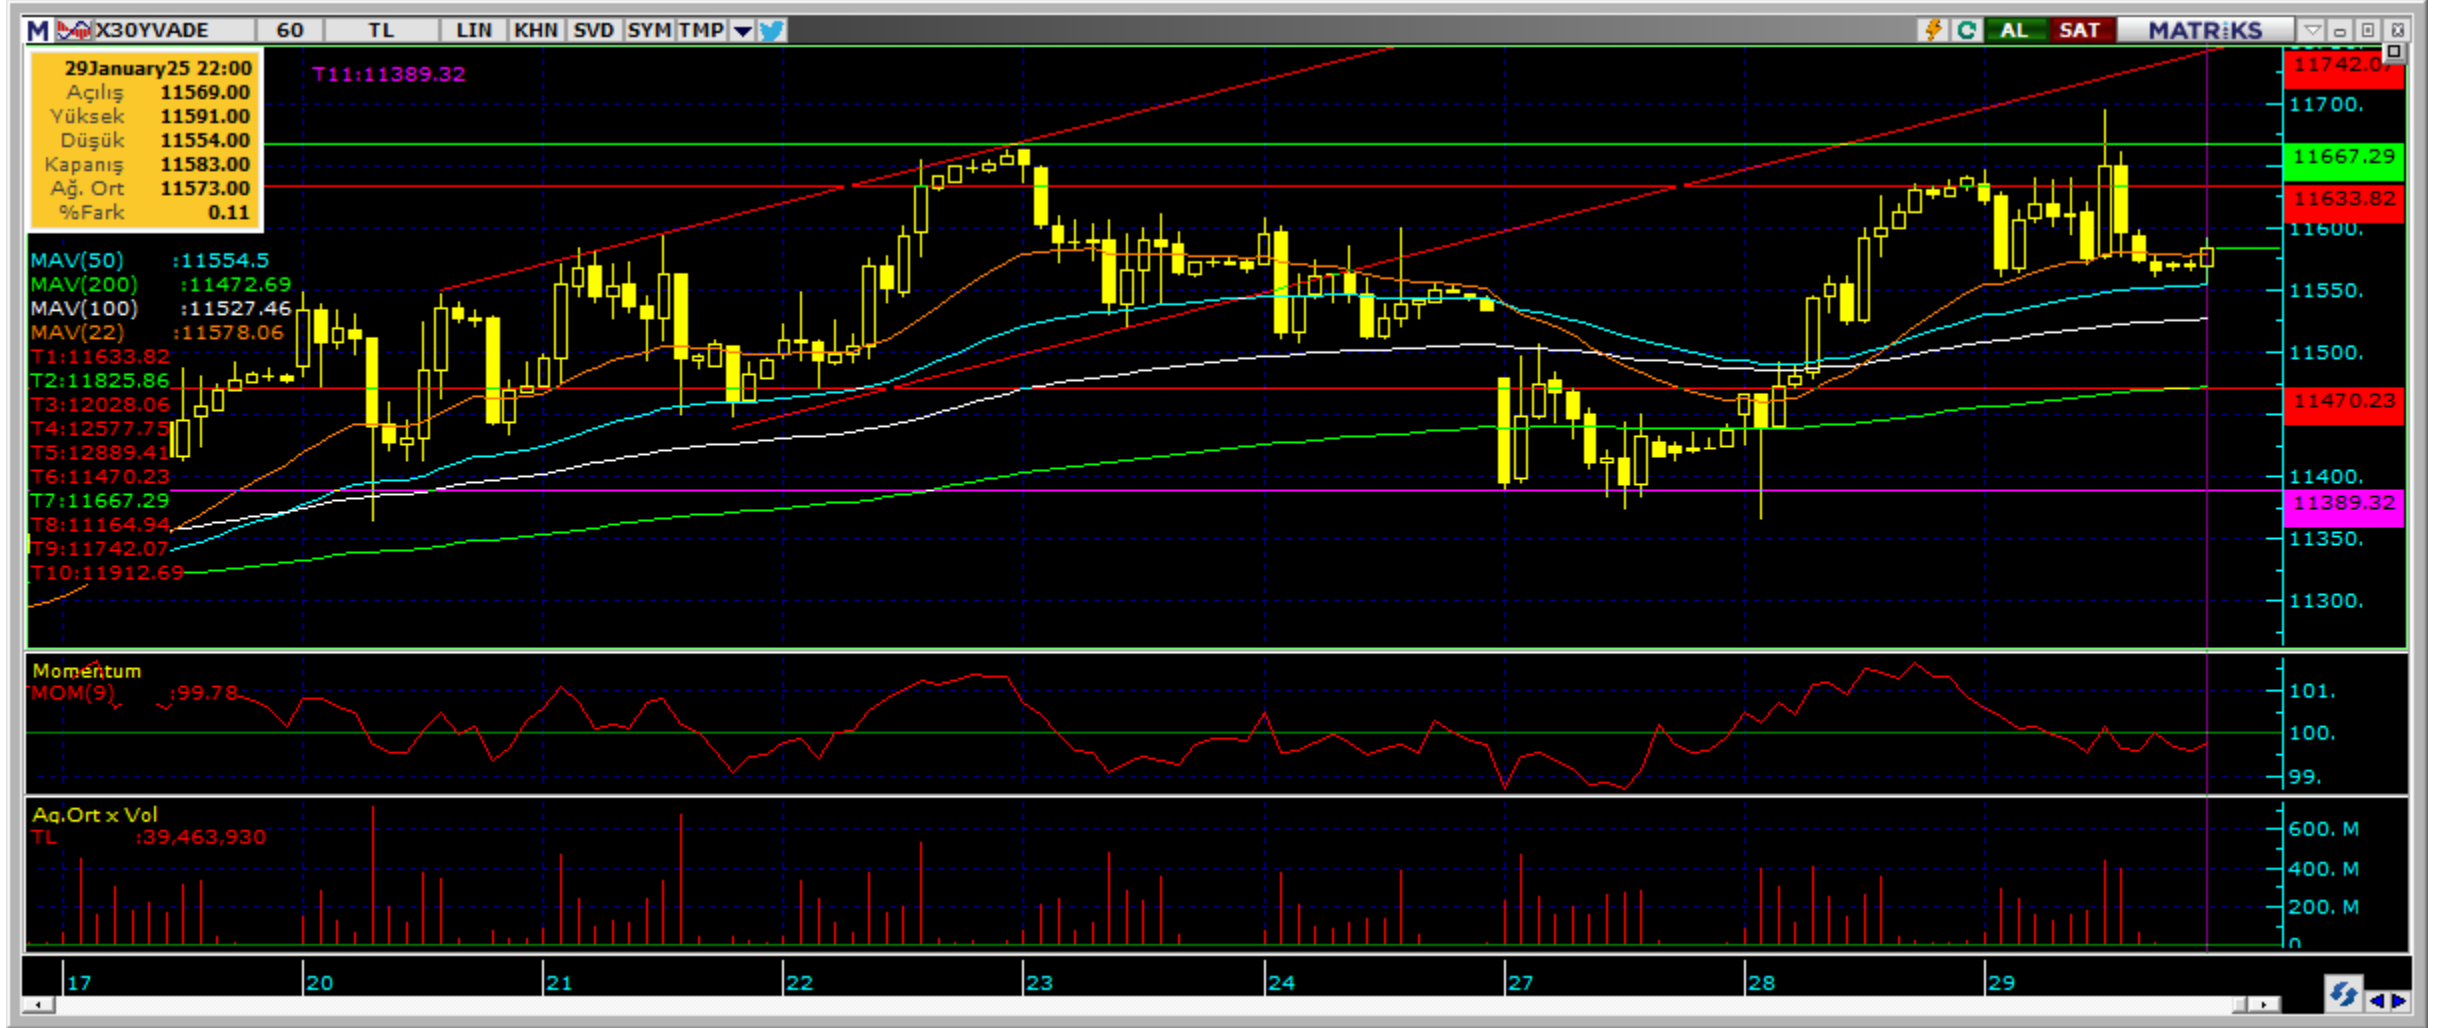 M X30YVADE 60 TL LIN KHN SVD SYM TMP AL SAT MATRİKS
29January25 22:00
Açılış 11569.00
Yüksek 11591.00
Düşük 11554.00
Kapanış 11583.00
Ağ. Ort 11573.00
%Fark 0.11
T11:11389.32
MAV(50) :11554.5
MAV(200) :11472.69
MAV(100) :11527.46
MAV(22) :11578.06
T1:11633.82
T2:11825.86
T3:12028.06
T4:12577.75
T5:12889.41
T6:11470.23
T7:11667.29
T8:11164.94
T9:11742.07
T10:11912.69
11742.07
11700.
11667.29
11633.82
11600.
11550.
11500.
11470.23
11400.
11389.32
11350.
11300.
Momentum
MOM(9) :99.78
101.
100.
99.
Ağ.Ort x Vol
TL :39,463,930
600. M
400. M
200. M
0
17 20 21 22 23 24 27 28 29